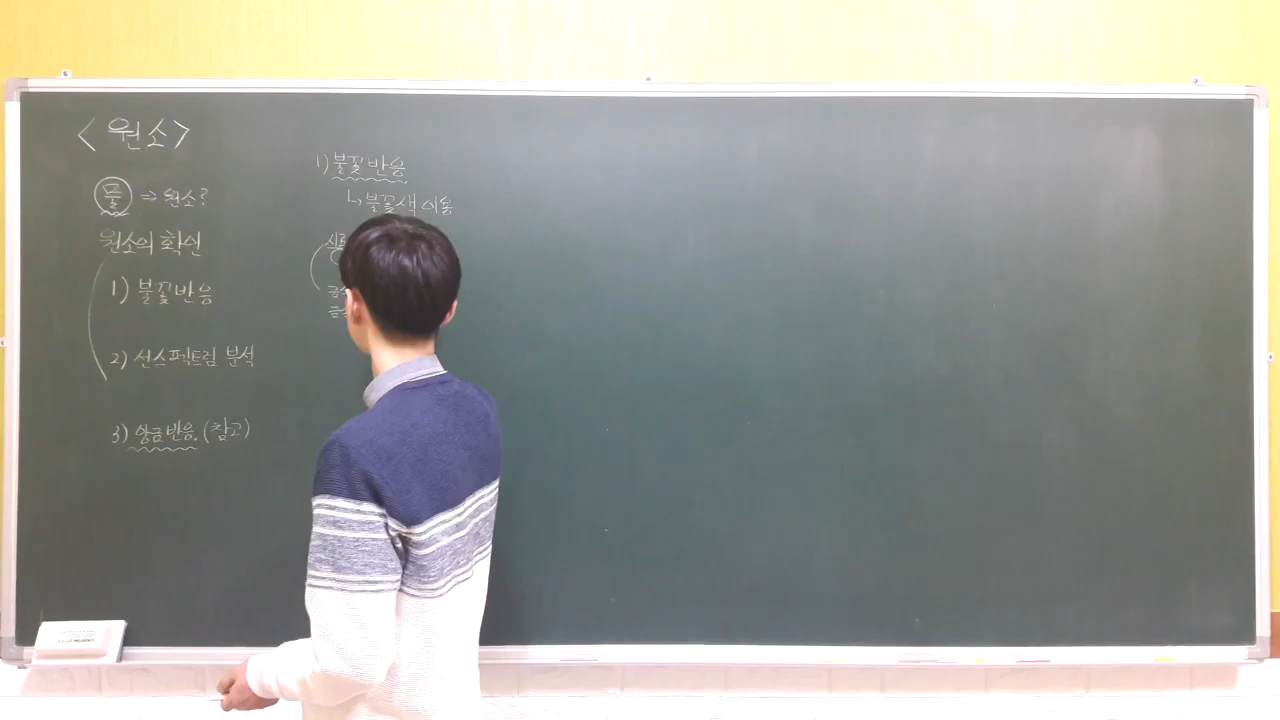 <원소>
물 ⇒ 원소?
원소의 확인
1) 불꽃반응
2) 선스펙트럼 분석
3) 앙금반응. (참고)
1) 불꽃반응.
↳ 불꽃색 이용